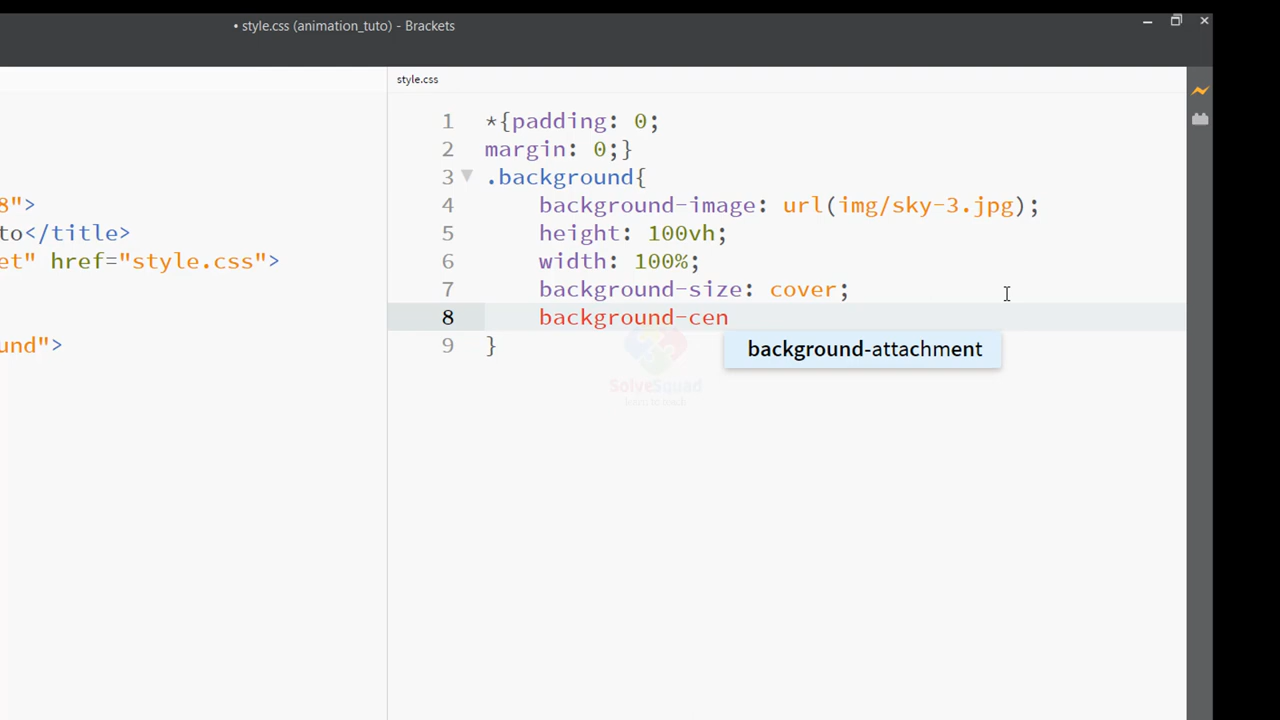 • style.css (animation_tuto) - Brackets
style.css
8">
to</title>
et" href="style.css">
und">
1 *{padding: 0;
2 margin: 0;}
3 .background{
4 background-image: url(img/sky-3.jpg);
5 height: 100vh;
6 width: 100%;
7 background-size: cover;
8 background-cen
9 }
background-attachment
SolveSquad